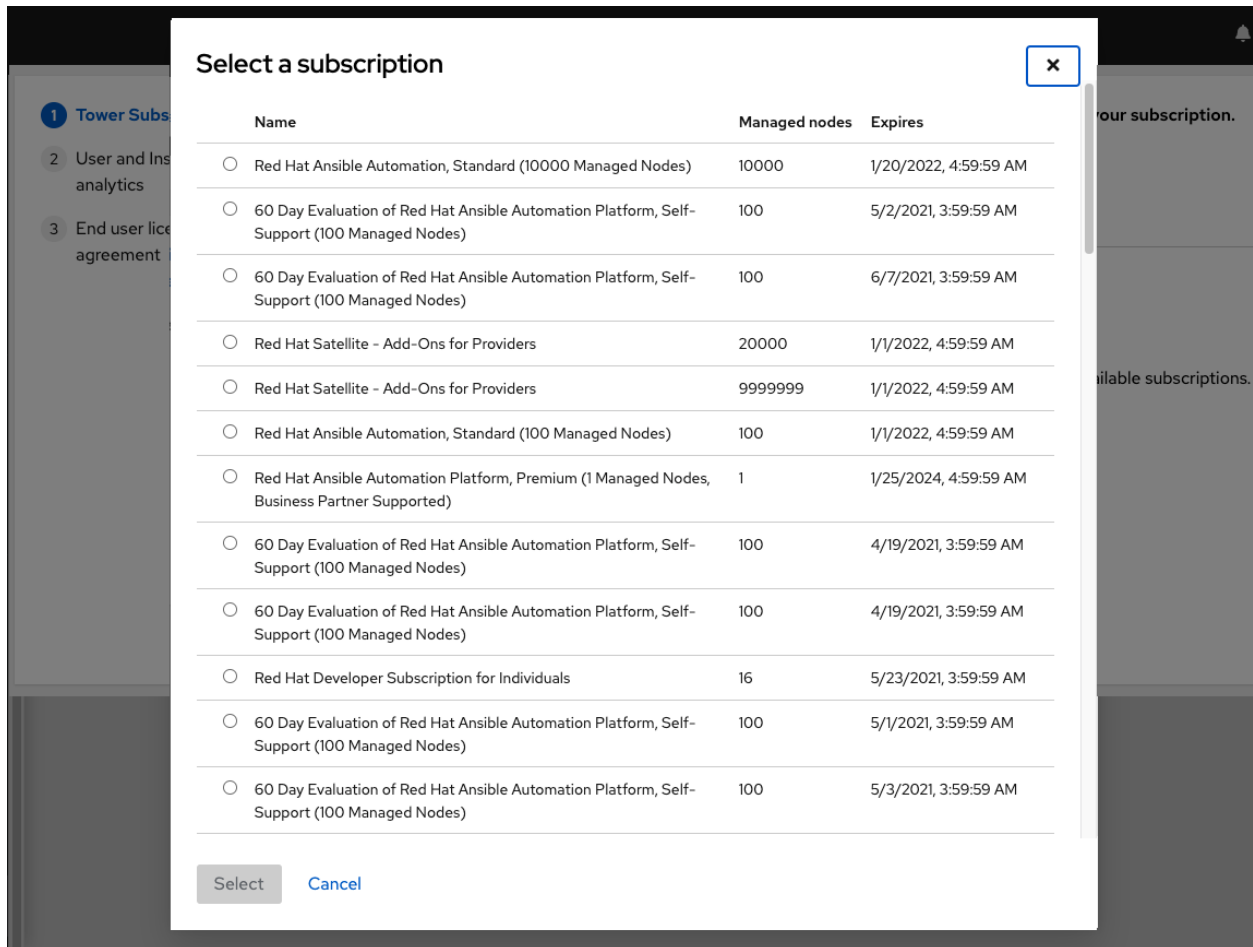 Select a subscription
1 Tower Subs
2 User and Ins
analytics
3 End user lice
agreement
our subscription.
ailable subscriptions.
Name Managed nodes Expires
Red Hat Ansible Automation, Standard (10000 Managed Nodes) 10000 1/20/2022, 4:59:59 AM
60 Day Evaluation of Red Hat Ansible Automation Platform, Self- 100 5/2/2021, 3:59:59 AM
Support (100 Managed Nodes)
60 Day Evaluation of Red Hat Ansible Automation Platform, Self- 100 6/7/2021, 3:59:59 AM
Support (100 Managed Nodes)
Red Hat Satellite - Add-Ons for Providers 20000 1/1/2022, 4:59:59 AM
Red Hat Satellite - Add-Ons for Providers 9999999 1/1/2022, 4:59:59 AM
Red Hat Ansible Automation, Standard (100 Managed Nodes) 100 1/1/2022, 4:59:59 AM
Red Hat Ansible Automation Platform, Premium (1 Managed Nodes, 1 1/25/2024, 4:59:59 AM
Business Partner Supported)
60 Day Evaluation of Red Hat Ansible Automation Platform, Self- 100 4/19/2021, 3:59:59 AM
Support (100 Managed Nodes)
60 Day Evaluation of Red Hat Ansible Automation Platform, Self- 100 4/19/2021, 3:59:59 AM
Support (100 Managed Nodes)
Red Hat Developer Subscription for Individuals 16 5/23/2021, 3:59:59 AM
60 Day Evaluation of Red Hat Ansible Automation Platform, Self- 100 5/1/2021, 3:59:59 AM
Support (100 Managed Nodes)
60 Day Evaluation of Red Hat Ansible Automation Platform, Self- 100 5/3/2021, 3:59:59 AM
Support (100 Managed Nodes)
Select Cancel